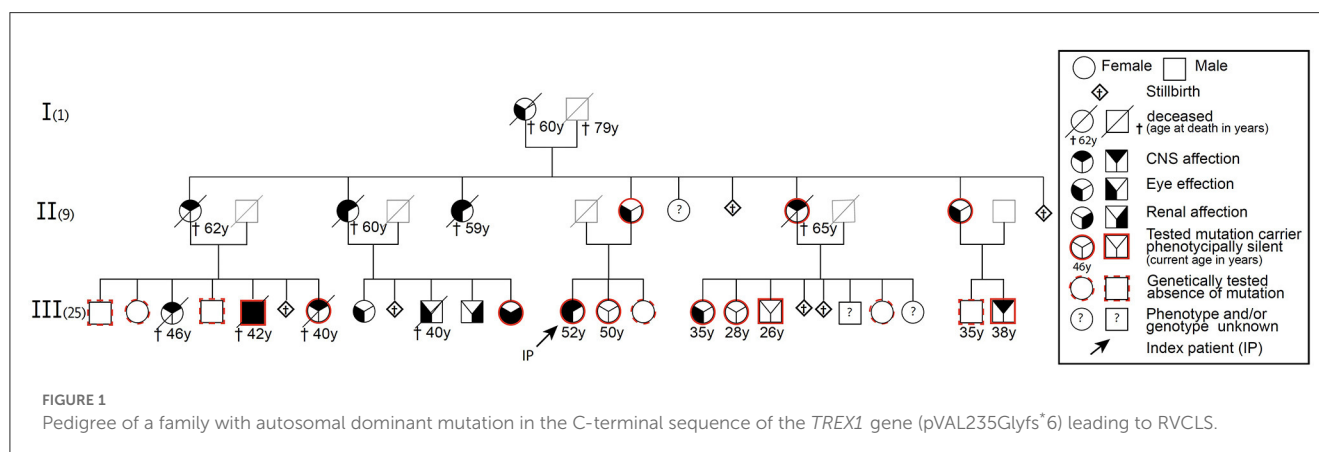 I(1)
† 60y † 79y
II(9)
† 62y † 60y † 59y ? † 65y
III(25)
† 46y † 42y † 40y † 40y 52y 50y 35y 28y 26y ? ? 35y 38y
IP
Female Male
Stillbirth
deceased
† 62y † (age at death in years)
CNS affection
Eye effection
Renal affection
Tested mutation carrier
phenotycipally silent
46y (current age in years)
Genetically tested
absence of mutation
? ? Phenotype and/or
genotype unknown
Index patient (IP)
FIGURE 1
Pedigree of a family with autosomal dominant mutation in the C-terminal sequence of the TREX1 gene (pVAL235Glyfs*6) leading to RVCLS.